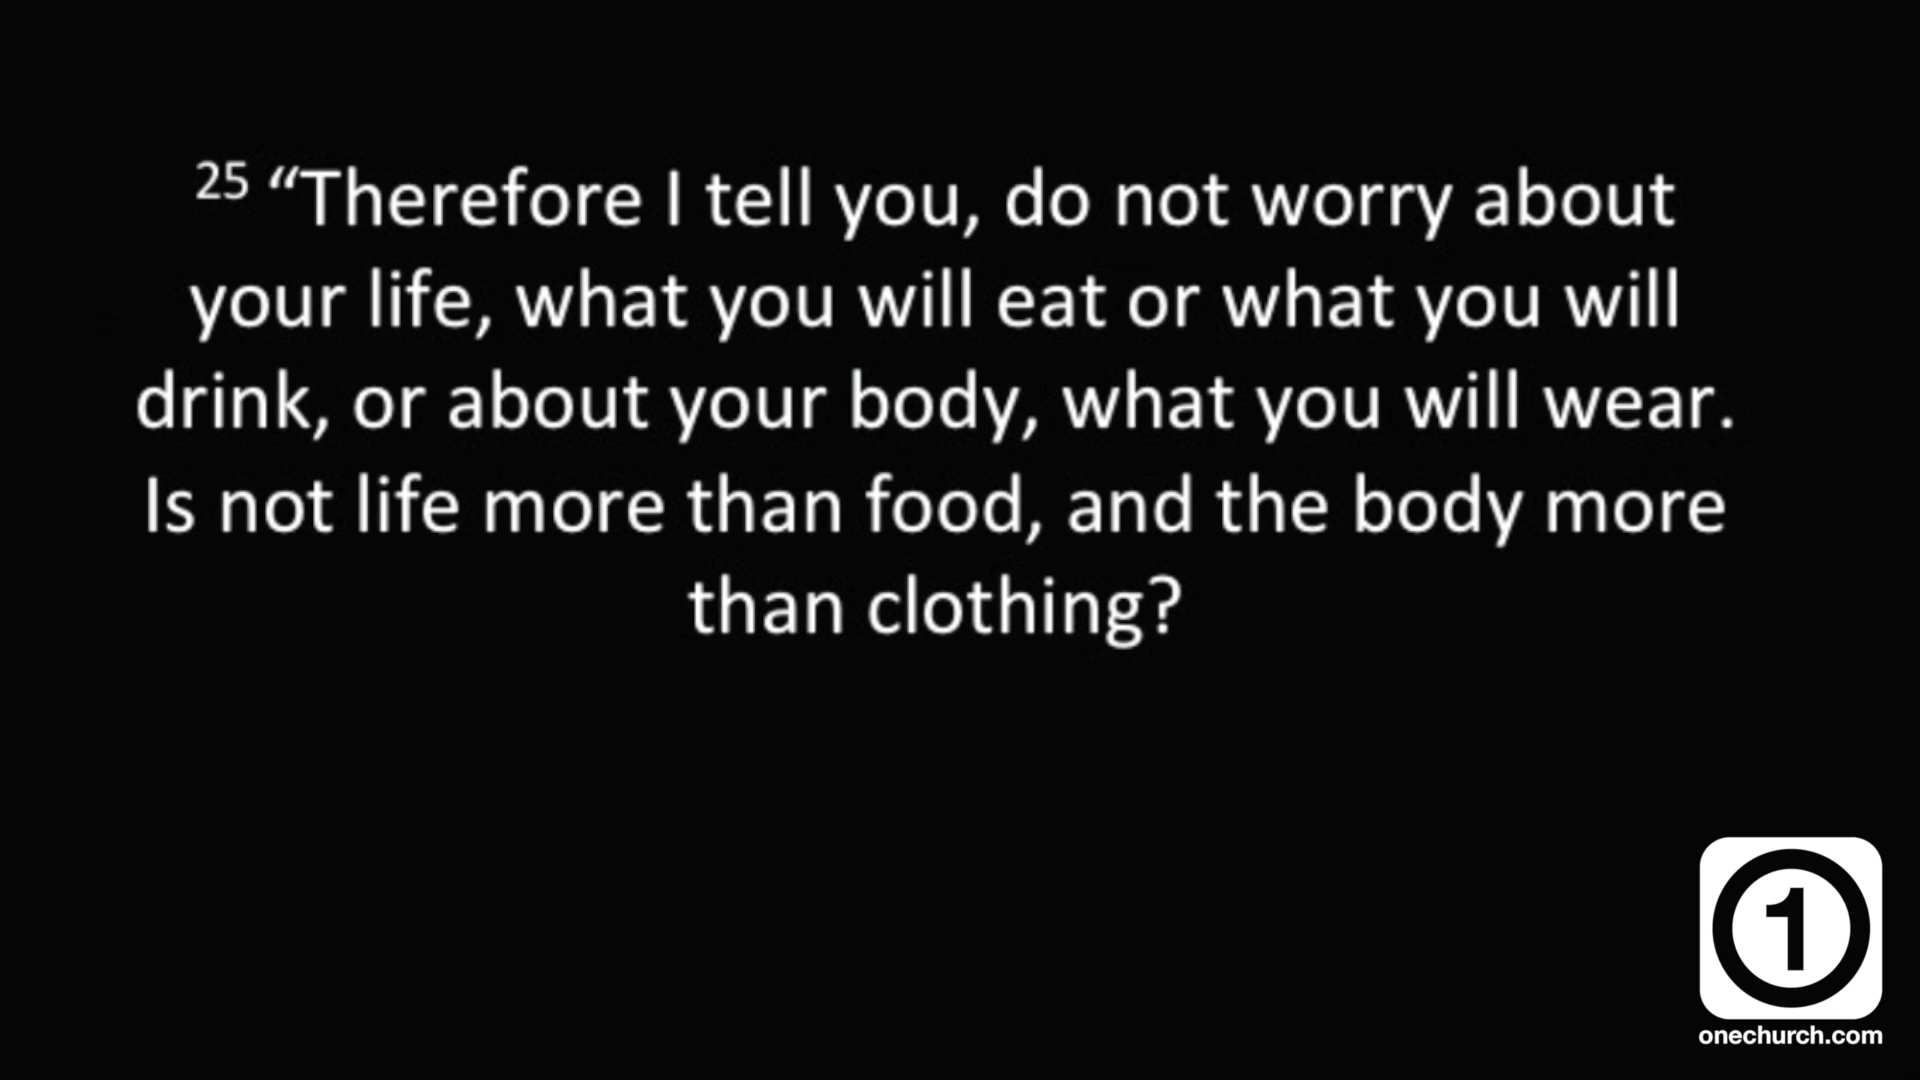 25 “Therefore I tell you, do not worry about
your life, what you will eat or what you will
drink, or about your body, what you will wear.
Is not life more than food, and the body more
than clothing?
1
onechurch.com